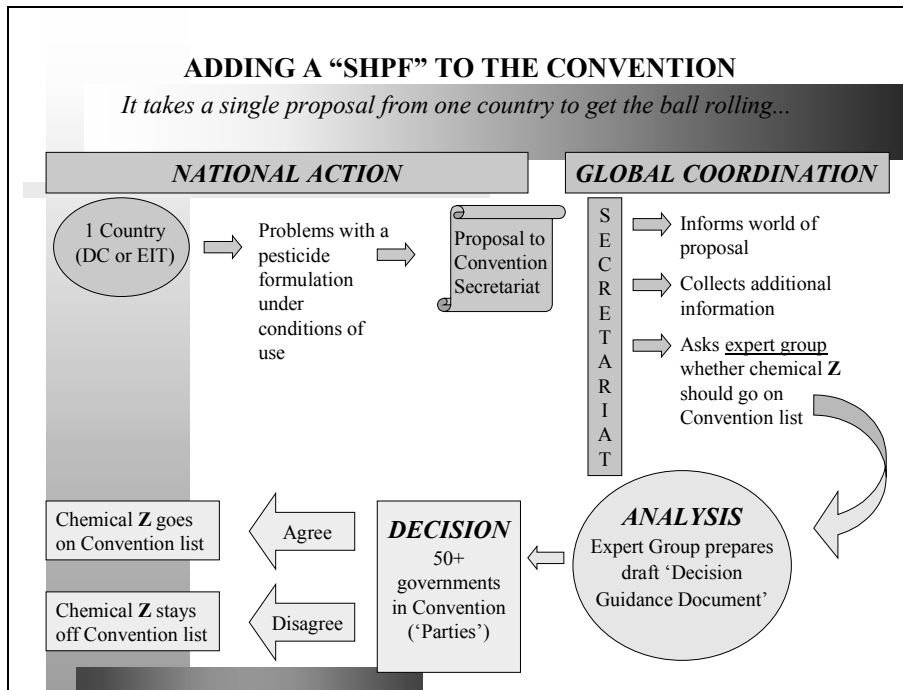 ADDING A “SHPF” TO THE CONVENTION
It takes a single proposal from one country to get the ball rolling...
NATIONAL ACTION
1 Country
(DC or EIT)
Problems with a
pesticide
formulation
under
conditions of
use
Proposal to
Convention
Secretariat
GLOBAL COORDINATION
S
E
C
R
E
T
A
R
I
A
T
Informs world of
proposal
Collects additional
information
Asks expert group
whether chemical Z
should go on
Convention list
ANALYSIS
Expert Group prepares
draft ‘Decision
Guidance Document’
DECISION
50+
governments
in Convention
(‘Parties’)
Agree
Chemical Z goes
on Convention list
Disagree
Chemical Z stays
off Convention list